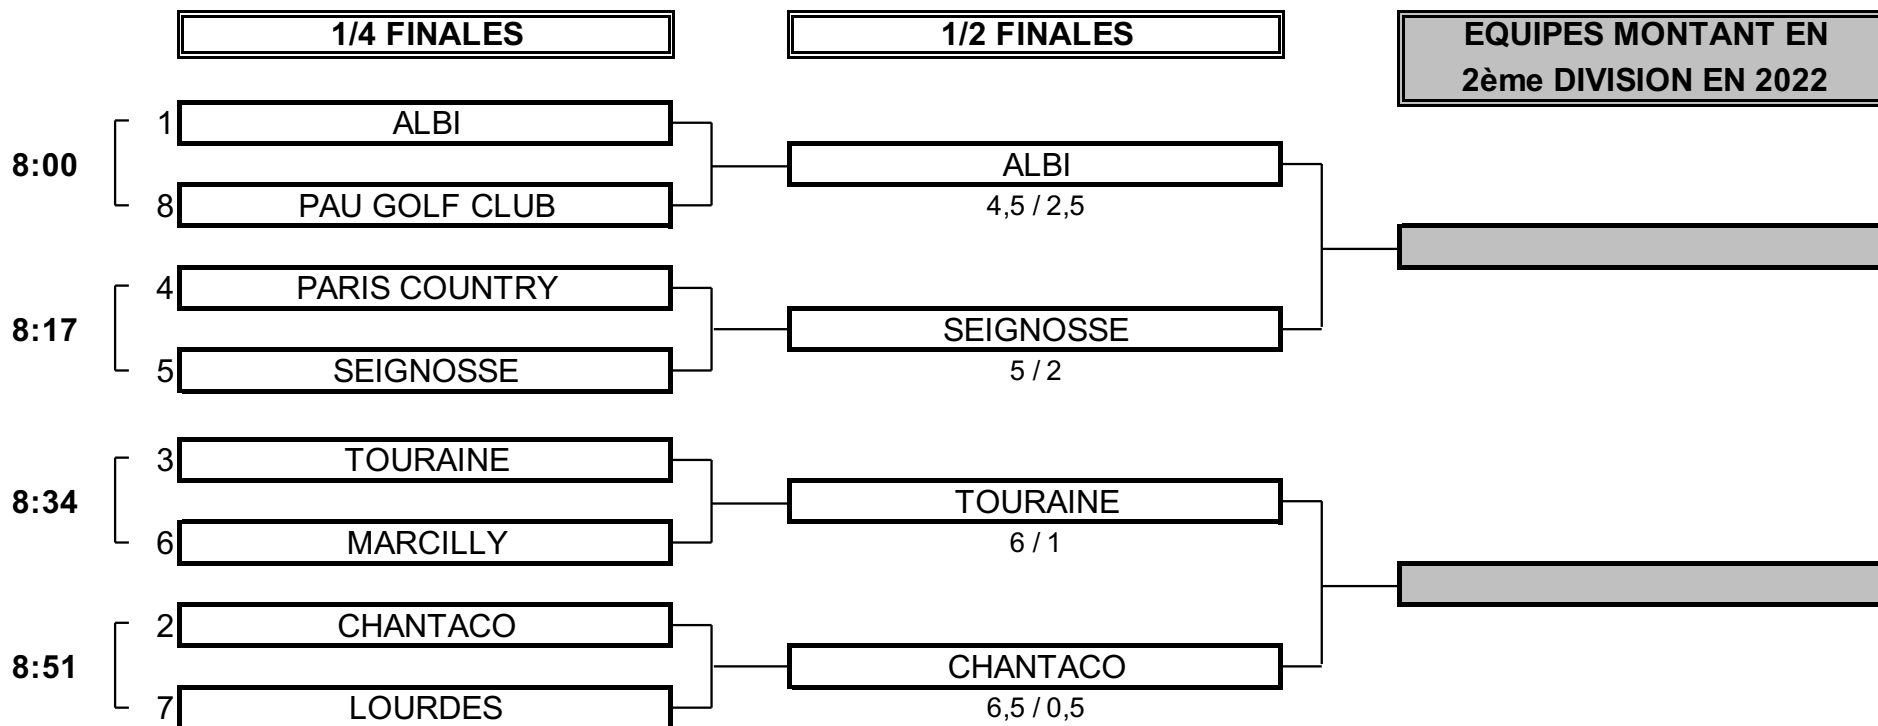 1/4 FINALES
1/2 FINALES
EQUIPES MONTANT EN
2ème DIVISION EN 2022
8:00
1 ALBI
8 PAU GOLF CLUB
ALBI
4,5 / 2,5
8:17
4 PARIS COUNTRY
5 SEIGNOSSE
SEIGNOSSE
5 / 2
8:34
3 TOURAINE
6 MARCILLY
TOURAINE
6 / 1
8:51
2 CHANTACO
7 LOURDES
CHANTACO
6,5 / 0,5